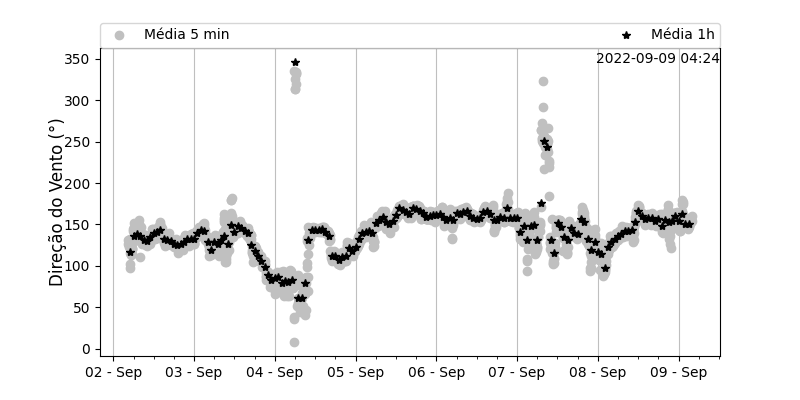 Média 5 min
Média 1h
2022-09-09 04:24
Direção do Vento (°)
350
300
250
200
150
100
50
0
02 - Sep
03 - Sep
04 - Sep
05 - Sep
06 - Sep
07 - Sep
08 - Sep
09 - Sep